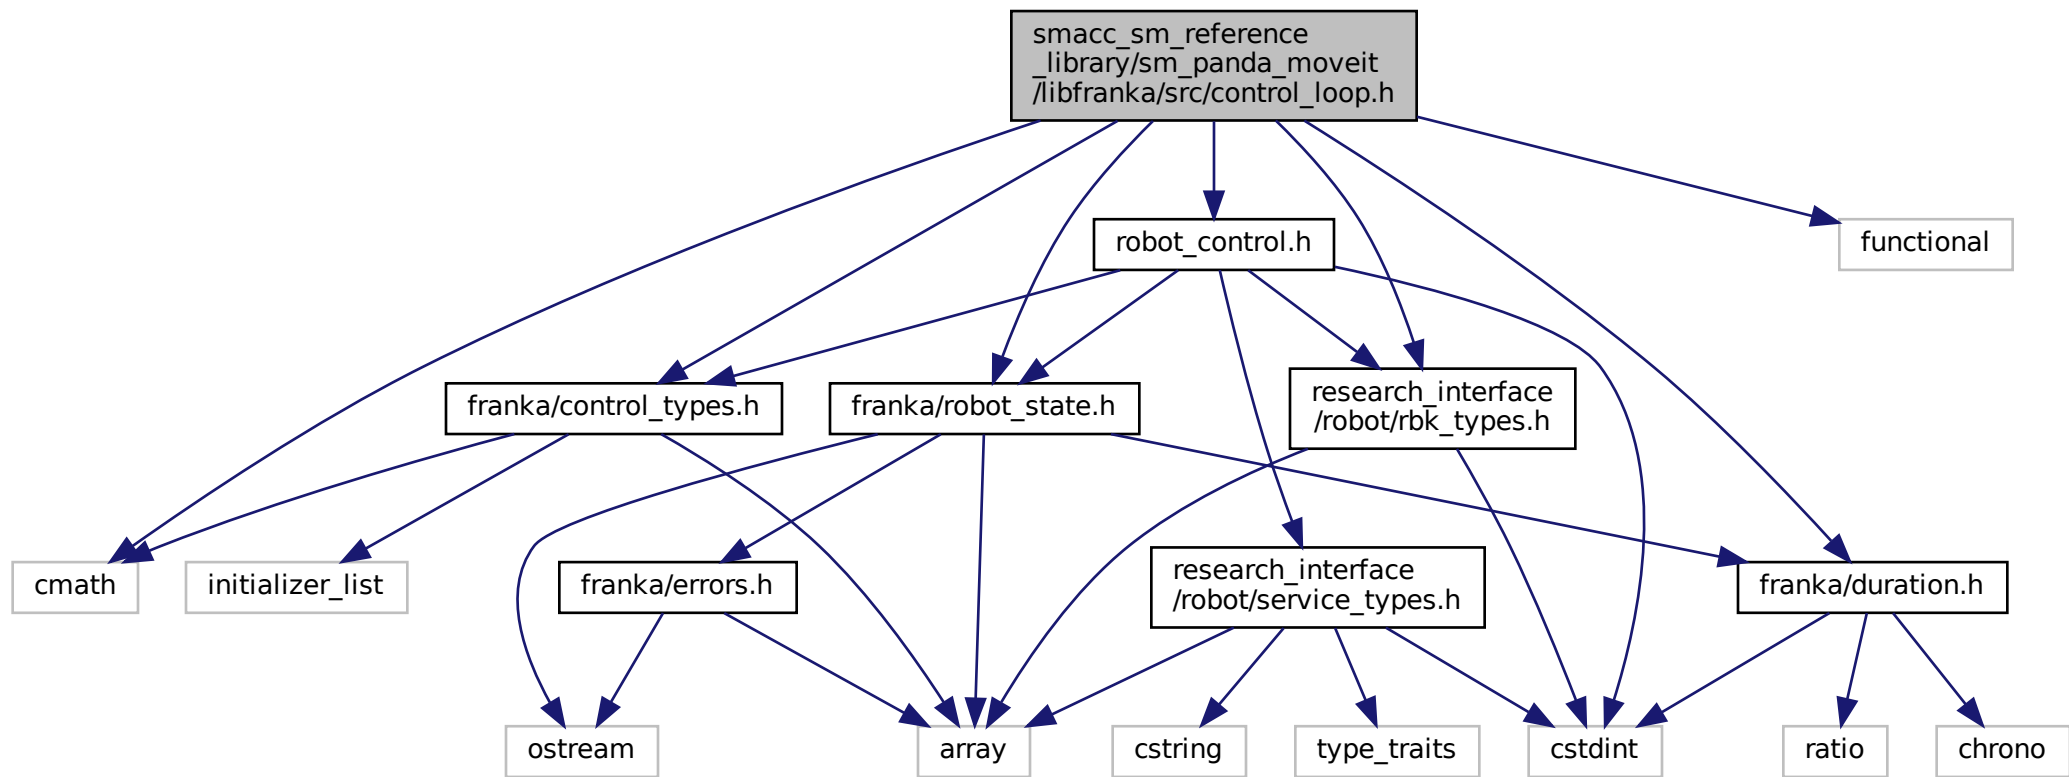 smacc_sm_reference
_library/sm_panda_moveit
/libfranka/src/control_loop.h
robot_control.h
functional
franka/control_types.h
franka/robot_state.h
research_interface
/robot/rbk_types.h
cmath
initializer_list
franka/errors.h
research_interface
/robot/service_types.h
franka/duration.h
ostream
array
cstring
type_traits
cstdint
ratio
chrono